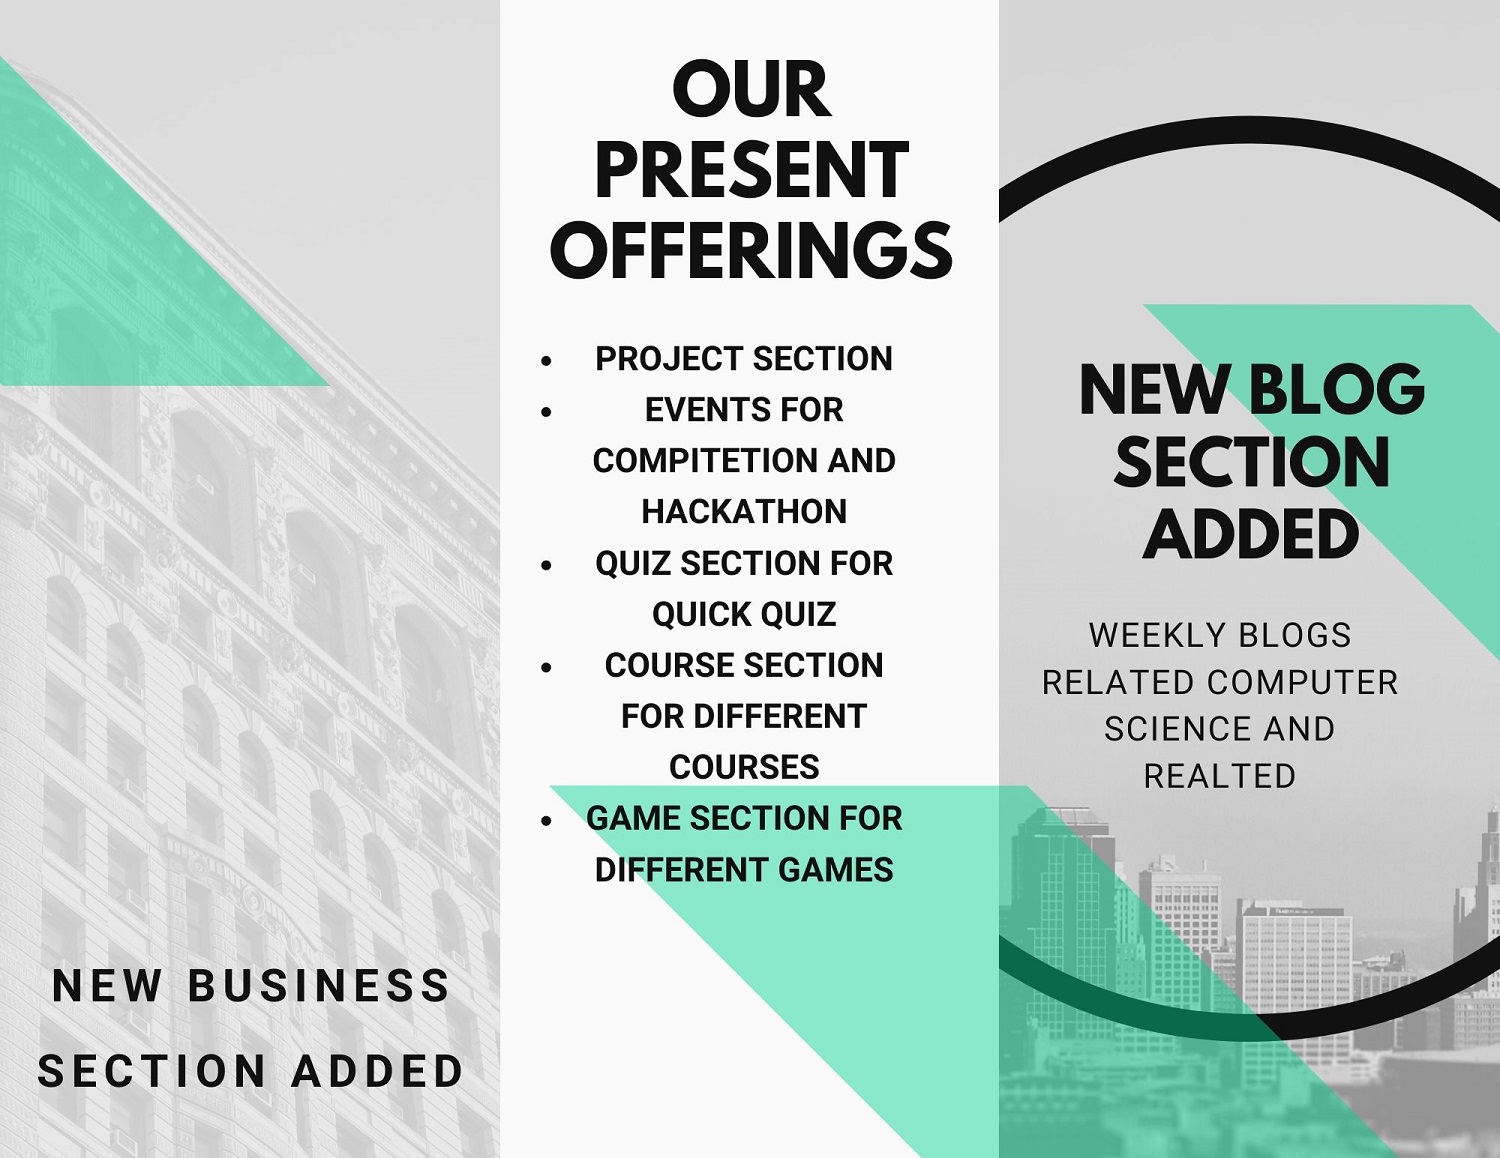 NEW BUSINESS
SECTION ADDED
OUR
PRESENT
OFFERINGS
• PROJECT SECTION
• EVENTS FOR
COMPITETION AND
HACKATHON
• QUIZ SECTION FOR
QUICK QUIZ
• COURSE SECTION
FOR DIFFERENT
COURSES
• GAME SECTION FOR
DIFFERENT GAMES
NEW BLOG
SECTION
ADDED
WEEKLY BLOGS
RELATED COMPUTER
SCIENCE AND
REALTED